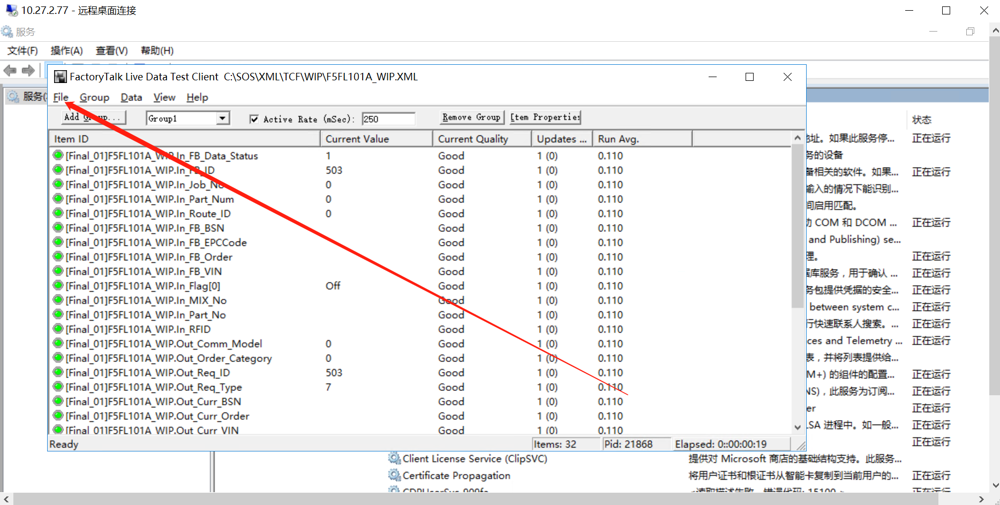 10.27.2.77 - 远程桌面连接
服务
文件(F) 操作(A) 查看(V) 帮助(H)
FactoryTalk Live Data Test Client C:\SOS\XML\TCF\WIP\F5FL101A_WIP.XML
服务(
File Group Data View Help
Add Group... Group1 Active Rate (mSec): 250 Remove Group Item Properties
状态
Item ID Current Value Current Quality Updates ... Run Avg.
址。如果此服务停... 正在运行
[Final_01]F5FL101A_WIP.In_FB_Data_Status 1 Good 1 (0) 0.110
务的设备
[Final_01]F5FL101A_WIP.In_FB_ID 503 Good 1 (0) 0.110
备相关的软件。如果... 正在运行
[Final_01]F5FL101A_WIP.In_Job_No 0 Good 1 (0) 0.110
输入的情况下能识别...
[Final_01]F5FL101A_WIP.In_Part_Num 0 Good 1 (0) 0.110
间启用匹配。
[Final_01]F5FL101A_WIP.In_Route_ID 0 Good 1 (0) 0.110
COM 和 DCOM ... 正在运行
[Final_01]F5FL101A_WIP.In_FB_BSN Good 1 (0) 0.110
and Publishing) se...
[Final_01]F5FL101A_WIP.In_FB_EPCCode Good 1 (0) 0.110
理。 正在运行
[Final_01]F5FL101A_WIP.In_FB_Order Good 1 (0) 0.110
据库服务，用于确认 ... 正在运行
[Final_01]F5FL101A_WIP.In_FB_VIN Good 1 (0) 0.110
[Final_01]F5FL101A_WIP.In_Flag[0] Off Good 1 (0) 0.110
务包提供凭据的安全... 正在运行
[Final_01]F5FL101A_WIP.In_MIX_No Good 1 (0) 0.110
between system c... 正在运行
[Final_01]F5FL101A_WIP.In_Part_No Good 1 (0) 0.110
行快速联系人搜索。... 正在运行
[Final_01]F5FL101A_WIP.In_RFID Good 1 (0) 0.110
ces and Telemetry ... 正在运行
[Final_01]F5FL101A_WIP.Out_Comm_Model 0 Good 1 (0) 0.110
表，并将列表提供给...
[Final_01]F5FL101A_WIP.Out_Order_Category 0 Good 1 (0) 0.110
M+) 的组件的配置... 正在运行
[Final_01]F5FL101A_WIP.Out_Req_ID 503 Good 1 (0) 0.110
NS)，此服务为订阅... 正在运行
[Final_01]F5FL101A_WIP.Out_Req_Type 7 Good 1 (0) 0.110
er 正在运行
[Final_01]F5FL101A_WIP.Out_Curr_BSN Good 1 (0) 0.110
[Final_01]F5FL101A_WIP.Out_Curr_Order Good 1 (0) 0.110
LSA 进程中。如一般... 正在运行
[Final_01]F5FL101A_WIP.Out_Curr_VIN Good 1 (0) 0.110
正在运行
Ready Items: 32 Pid: 21868 Elapsed: 0::00:00:19
Client License Service (ClipSVC) 提供对 Microsoft 商店的基础结构支持。此服务...
Certificate Propagation 将用户证书和根证书从智能卡复制到当前用户的... 正在运行
CDPUserSvc_909fa <读取描述失败。错误代码: 15100 > 正在运行